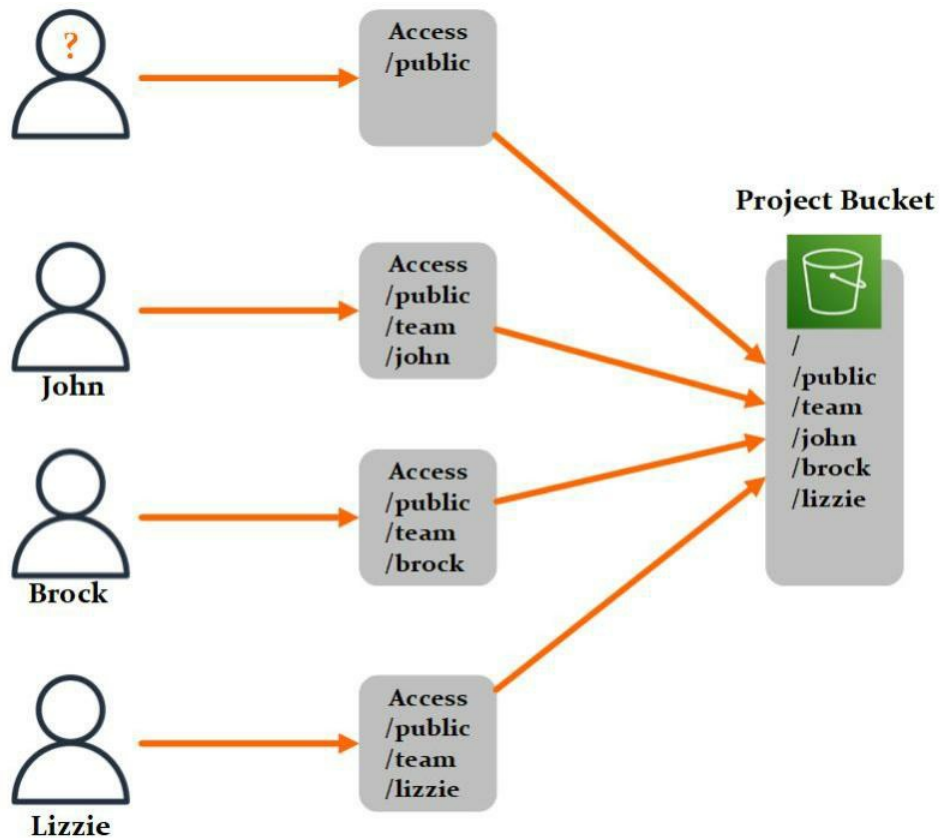 ?
Access
/public
Project Bucket
Access
/public
/team
/john
John
/
/public
/team
/john
/brock
/lizzie
Access
/public
/team
/brock
Brock
Access
/public
/team
/lizzie
Lizzie